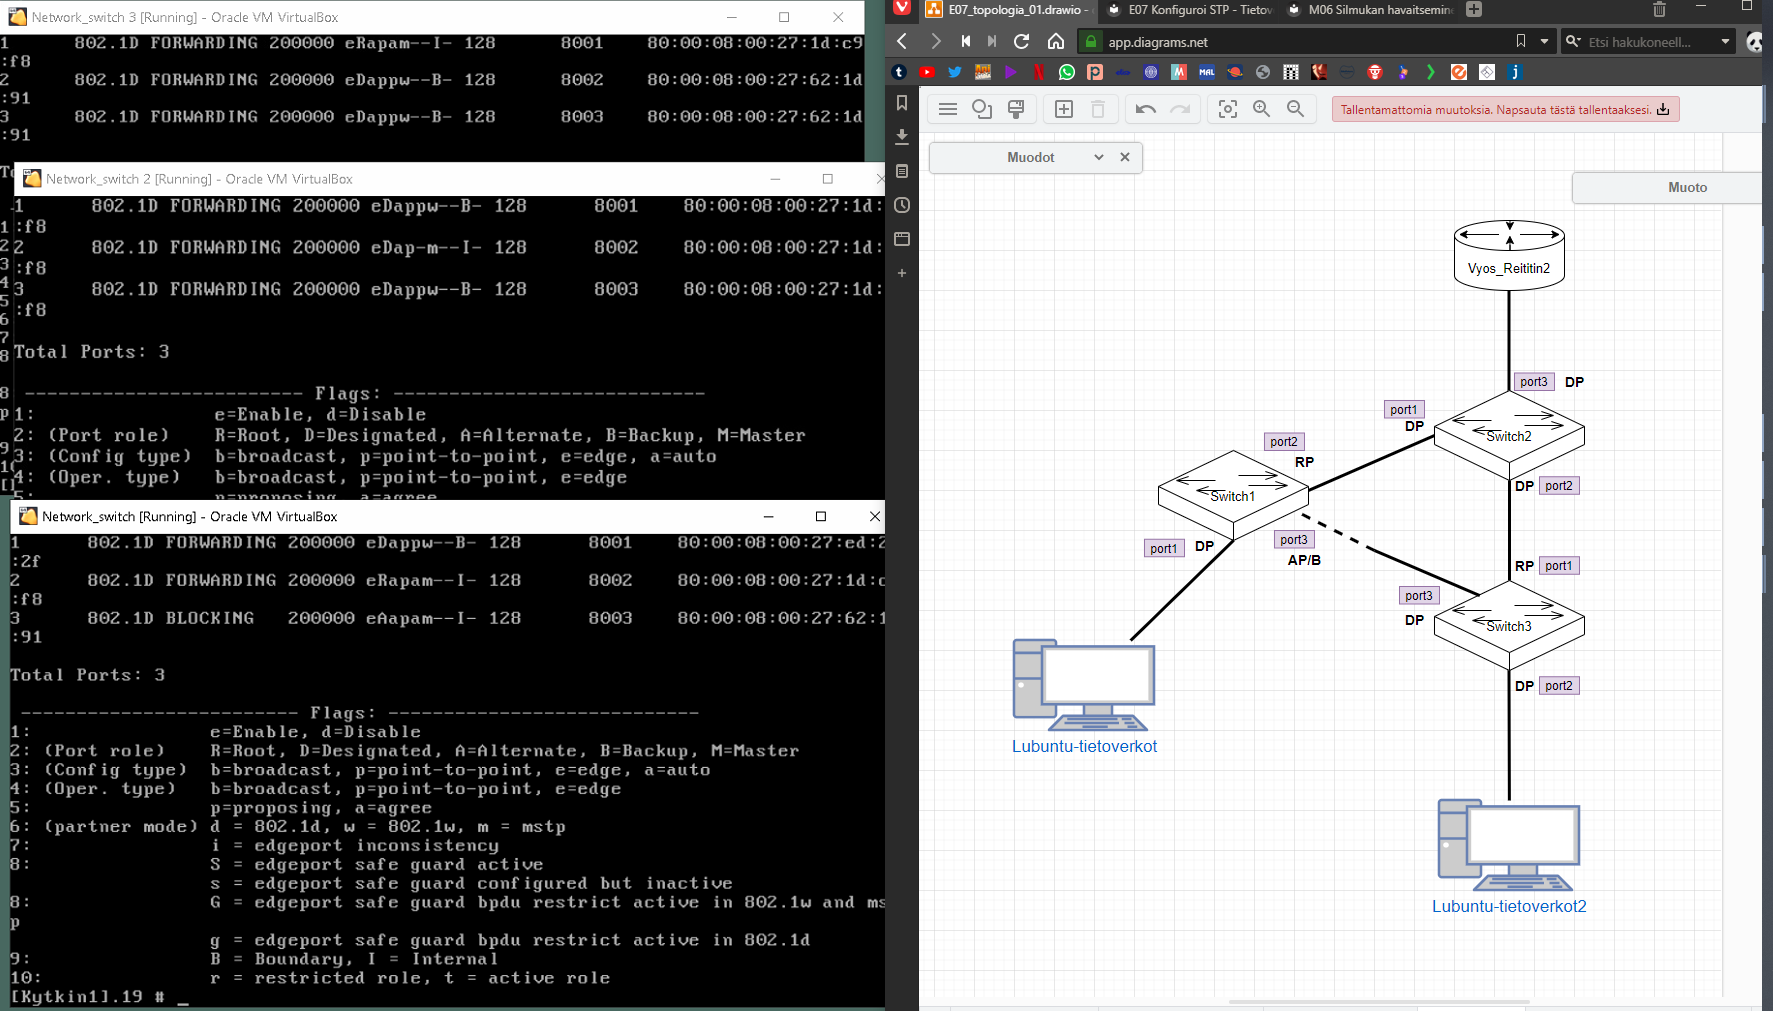 Network_switch 3 [Running] - Oracle VM VirtualBox
1 802.1D FORWARDING 200000 eRapam--I- 128 8001 80:00:08:00:27:1d:c9
:f8
2 802.1D FORWARDING 200000 eDappw--B- 128 8002 80:00:08:00:27:62:1d
:91
3 802.1D FORWARDING 200000 eDappw--B- 128 8003 80:00:08:00:27:62:1d
:91
Network_switch 2 [Running] - Oracle VM VirtualBox
1 802.1D FORWARDING 200000 eDappw--B- 128 8001 80:00:08:00:27:1d:
:f8
2 802.1D FORWARDING 200000 eDap-m--I- 128 8002 80:00:08:00:27:1d:
:f8
3 802.1D FORWARDING 200000 eDappw--B- 128 8003 80:00:08:00:27:1d:
:f8
Total Ports: 3
------------------------- Flags: ----------------------------
1: e=Enable, d=Disable
2: (Port role) R=Root, D=Designated, A=Alternate, B=Backup, M=Master
3: (Config type) b=broadcast, p=point-to-point, e=edge, a=auto
4: (Oper. type) b=broadcast, p=point-to-point, e=edge
5: p=proposing, a=agree
Network_switch [Running] - Oracle VM VirtualBox
1 802.1D FORWARDING 200000 eDappw--B- 128 8001 80:00:08:00:27:ed:2
:2f
2 802.1D FORWARDING 200000 eRapam--I- 128 8002 80:00:08:00:27:1d:c
:f8
3 802.1D BLOCKING 200000 eAapam--I- 128 8003 80:00:08:00:27:62:1
:91
Total Ports: 3
------------------------- Flags: ----------------------------
1: e=Enable, d=Disable
2: (Port role) R=Root, D=Designated, A=Alternate, B=Backup, M=Master
3: (Config type) b=broadcast, p=point-to-point, e=edge, a=auto
4: (Oper. type) b=broadcast, p=point-to-point, e=edge
5: p=proposing, a=agree
6: (partner mode) d = 802.1d, w = 802.1w, m = mstp
7: i = edgeport inconsistency
8: S = edgeport safe guard active
s = edgeport safe guard configured but inactive
8: G = edgeport safe guard bpdu restrict active in 802.1w and ms
p
g = edgeport safe guard bpdu restrict active in 802.1d
9: B = Boundary, I = Internal
10: r = restricted role, t = active role
[Kytkin1].19 # _
E07_topologia_01.drawio -
E07 Konfiguroi STP - Tietov
M06 Silmukan havaitsemin
app.diagrams.net
Etsi hakukoneell...
MAL
Tallentamattomia muutoksia. Napsauta tästä tallentaaksesi.
Muodot
Muoto
Vyos_Reititin2
port3 DP
port1
DP
Switch2
port2
RP
Switch1
DP port2
port1 DP
port3
AP/B
RP port1
port3
DP
Switch3
DP port2
Lubuntu-tietoverkot
Lubuntu-tietoverkot2